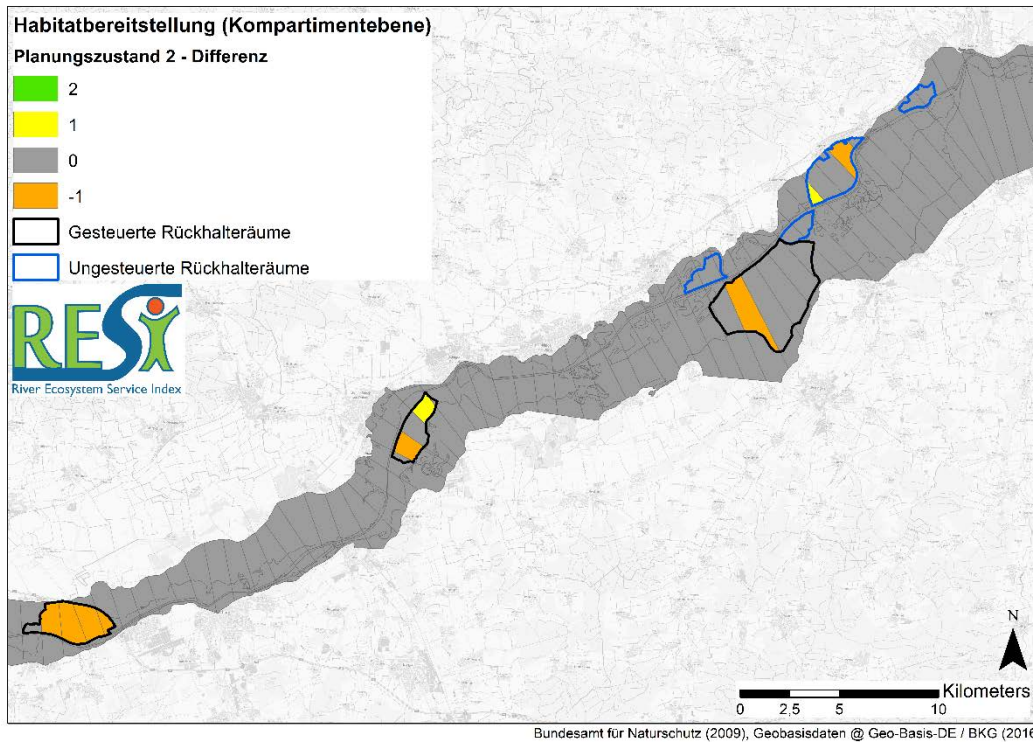 Habitatbereitstellung (Kompartimentebene)
Planungszustand 2 - Differenz
2
1
0
-1
Gesteuerte Rückhalteräume
Ungesteuerte Rückhalteräume
RESI
River Ecosystem Service Index
N
Kilometers
0 2,5 5 10
Bundesamt für Naturschutz (2009), Geobasisdaten @ Geo-Basis-DE / BKG (2016